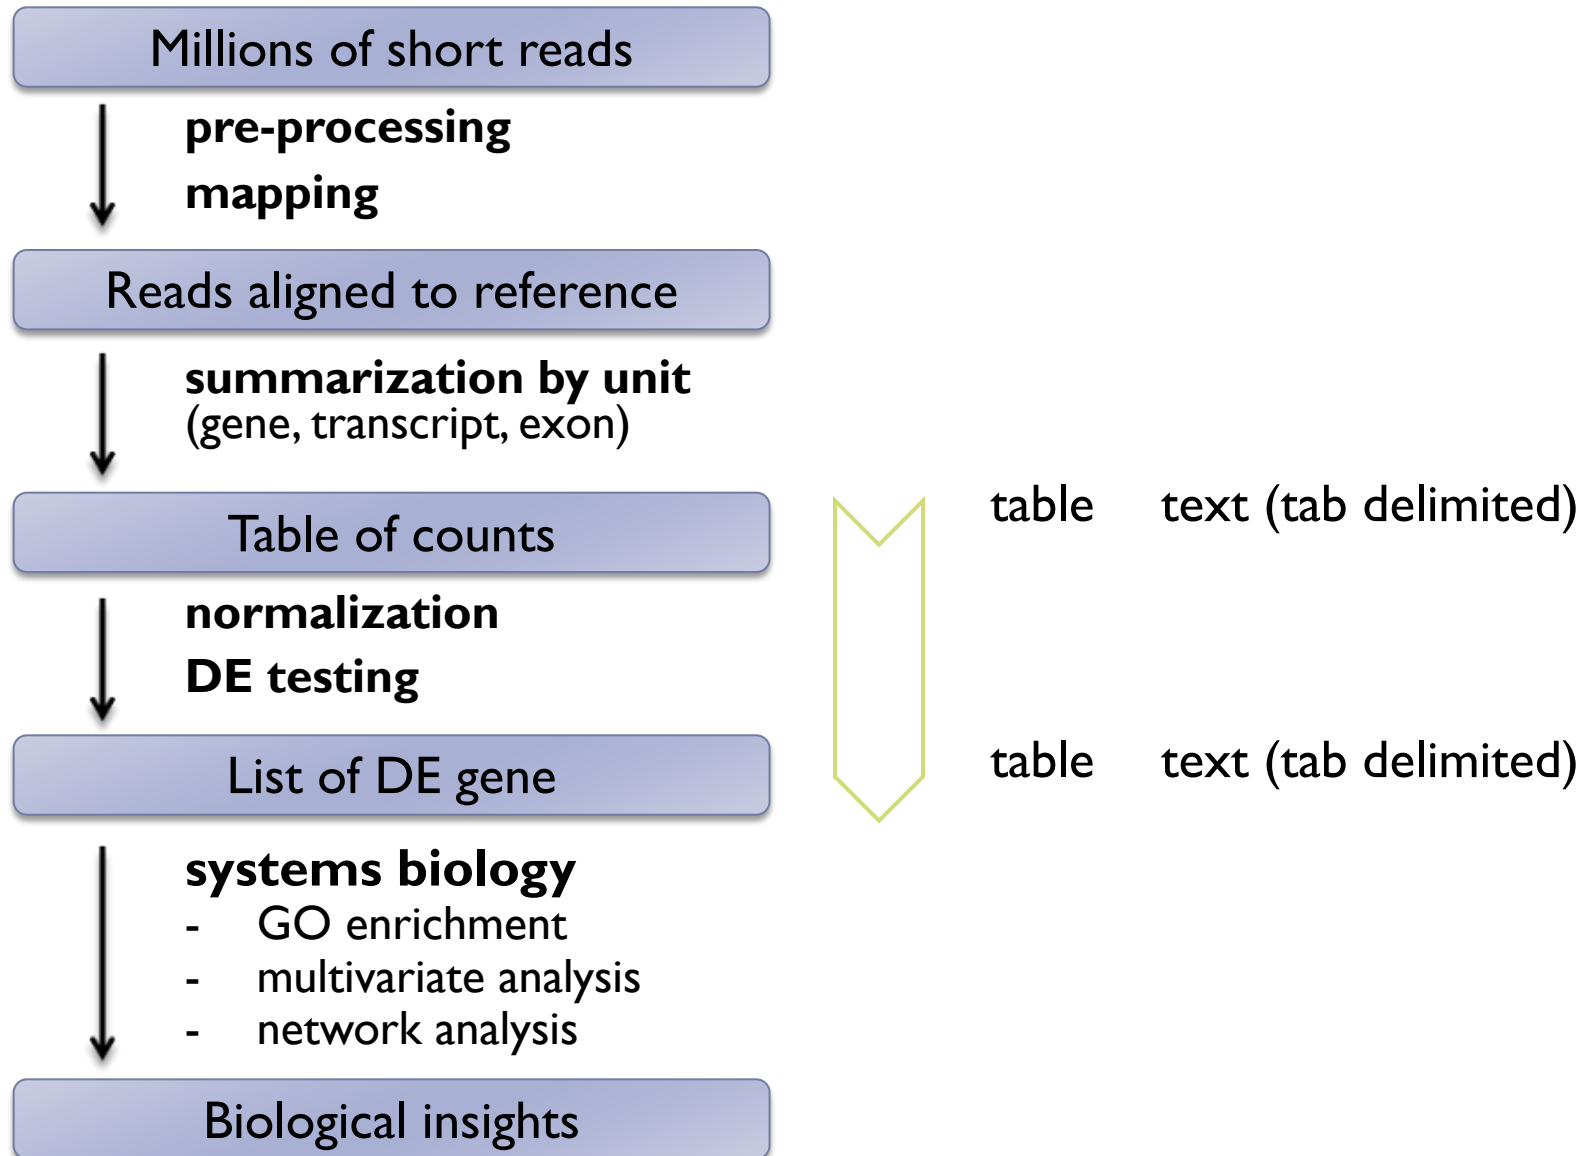 Millions of short reads
pre-processing
mapping
Reads aligned to reference
summarization by unit
(gene, transcript, exon)
Table of counts
table text (tab delimited)
normalization
DE testing
List of DE gene
table text (tab delimited)
systems biology
- GO enrichment
- multivariate analysis
- network analysis
Biological insights